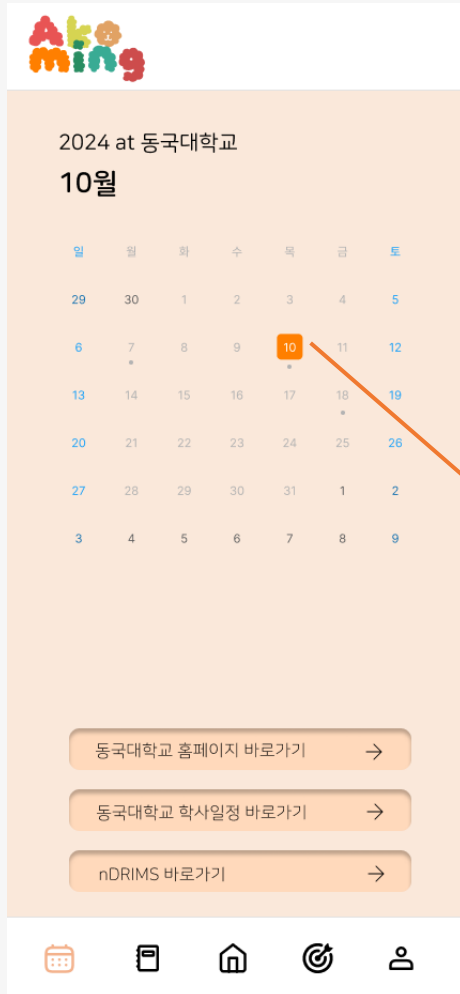 Ako
ming
2024 at 동국대학교
10월
일 월 화 수 목 금 토
29 30 1 2 3 4 5
6 7 8 9 10 11 12
13 14 15 16 17 18 19
20 21 22 23 24 25 26
27 28 29 30 31 1 2
3 4 5 6 7 8 9
동국대학교 홈페이지 바로가기
동국대학교 학사일정 바로가기
nDRIMS 바로가기